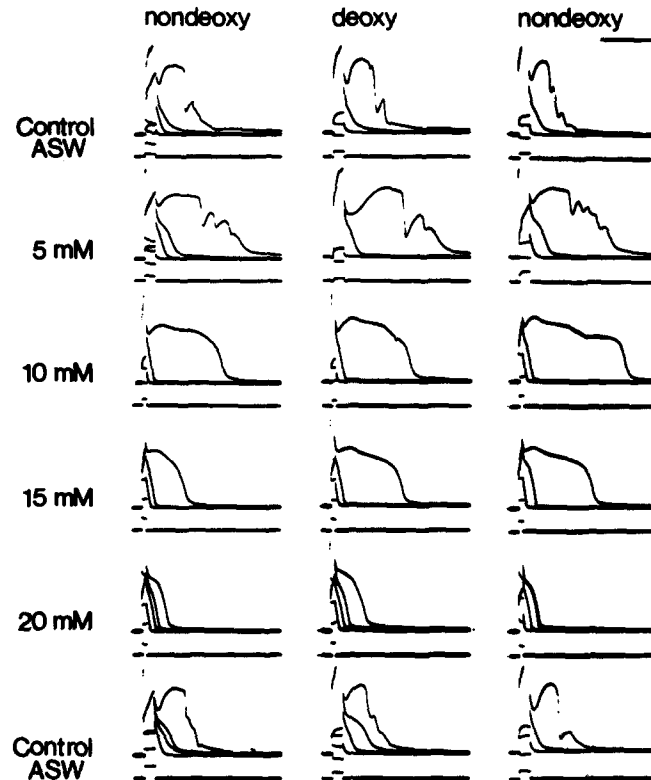 nondeoxy deoxy nondeoxy
Control
ASW
5 mM
10 mM
15 mM
20 mM
Control
ASW